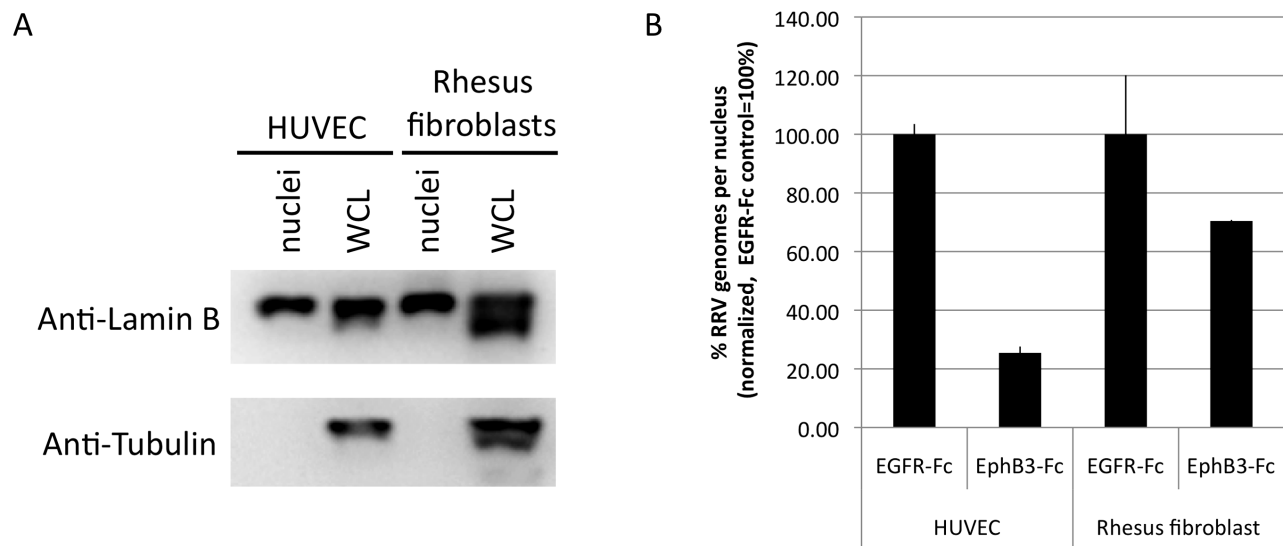 A
HUVEC
Rhesus
fibroblasts
nuclei
WCL
nuclei
WCL
Anti-Lamin B
Anti-Tubulin
B
% RRV genomes per nucleus
(normalized, EGFR-Fc control=100%)
140.00
120.00
100.00
80.00
60.00
40.00
20.00
0.00
EGFR-Fc
EphB3-Fc
EGFR-Fc
EphB3-Fc
HUVEC
Rhesus fibroblast